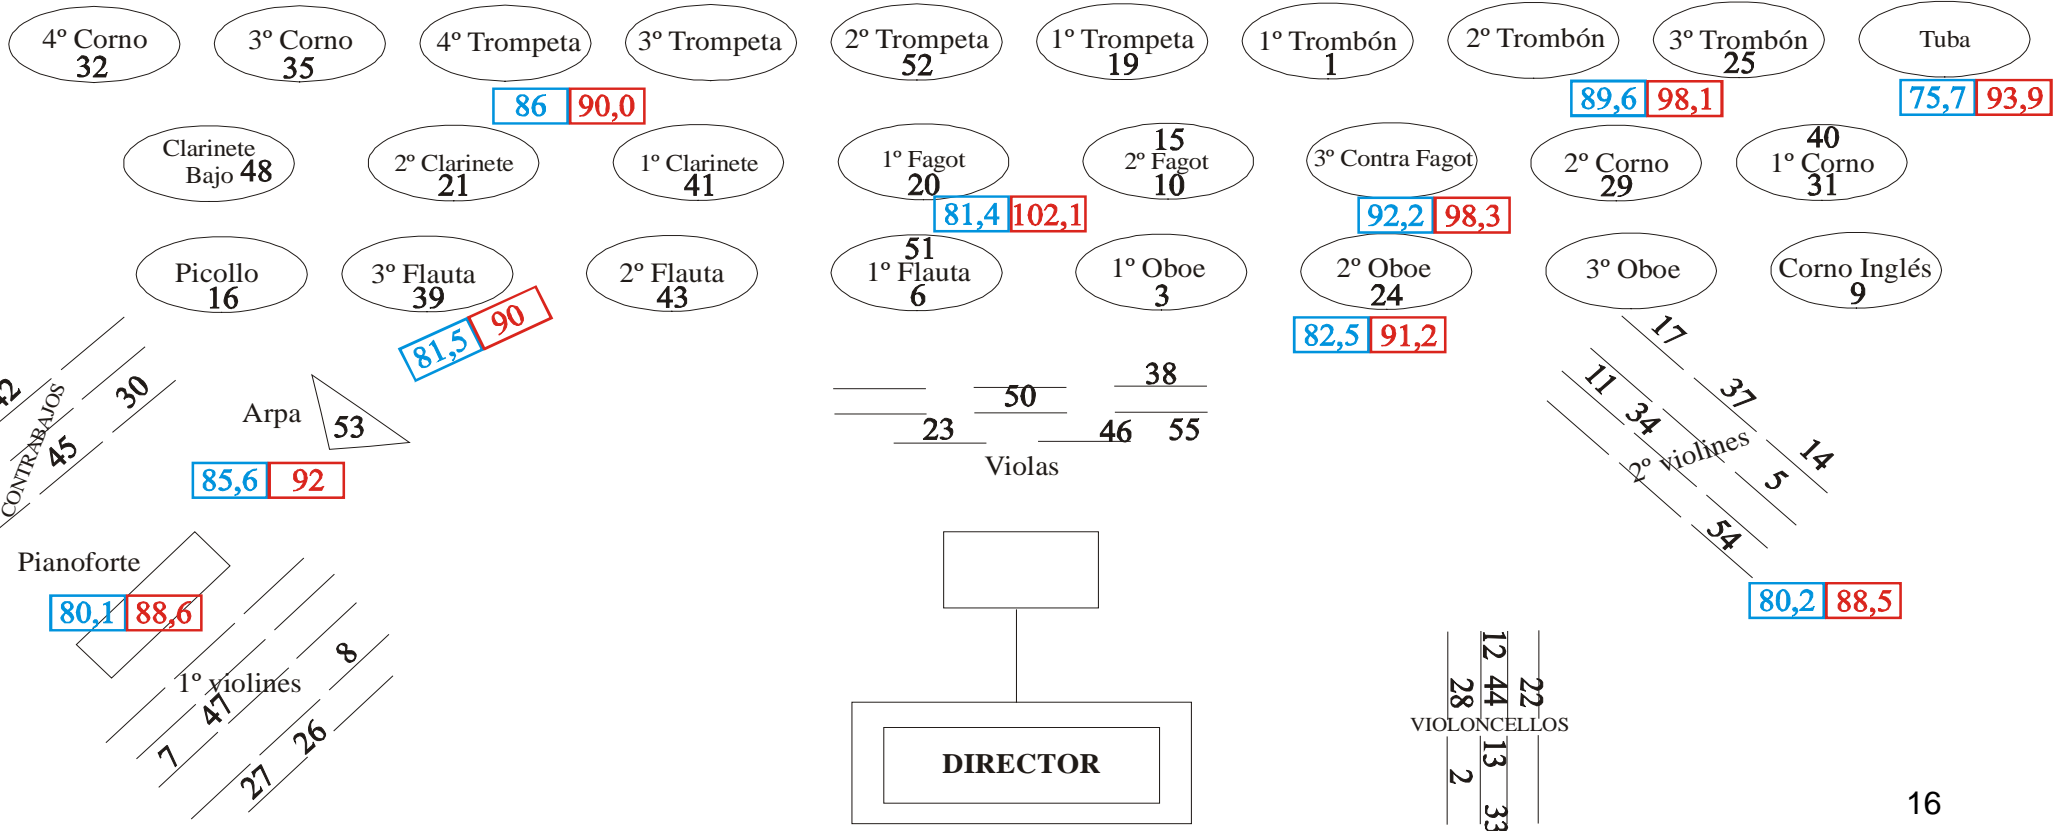 4º Corno
32
3º Corno
35
4º Trompeta
3º Trompeta
2º Trompeta
52
1º Trompeta
19
1º Trombón
1
2º Trombón
3º Trombón
25
Tuba
86 90,0
89,6 98,1
75,7 93,9
Clarinete
Bajo 48
2º Clarinete
21
1º Clarinete
41
1º Fagot
20
15
2º Fagot
10
3º Contra Fagot
2º Corno
29
40
1º Corno
31
81,4 102,1
92,2 98,3
Picollo
16
3º Flauta
39
2º Flauta
43
51
1º Flauta
6
1º Oboe
3
2º Oboe
24
3º Oboe
Corno Inglés
9
81,5 90
82,5 91,2
42
30
45
CONTRABAJOS
Arpa
53
85,6 92
38
50
23
46
55
Violas
17
37
14
11
34
5
2º violines
54
80,2 88,5
Pianoforte
80,1 88,6
1º violines
8
47
7
26
27
DIRECTOR
12
28
44
22
VIOLONCELLOS
13
2
33
16